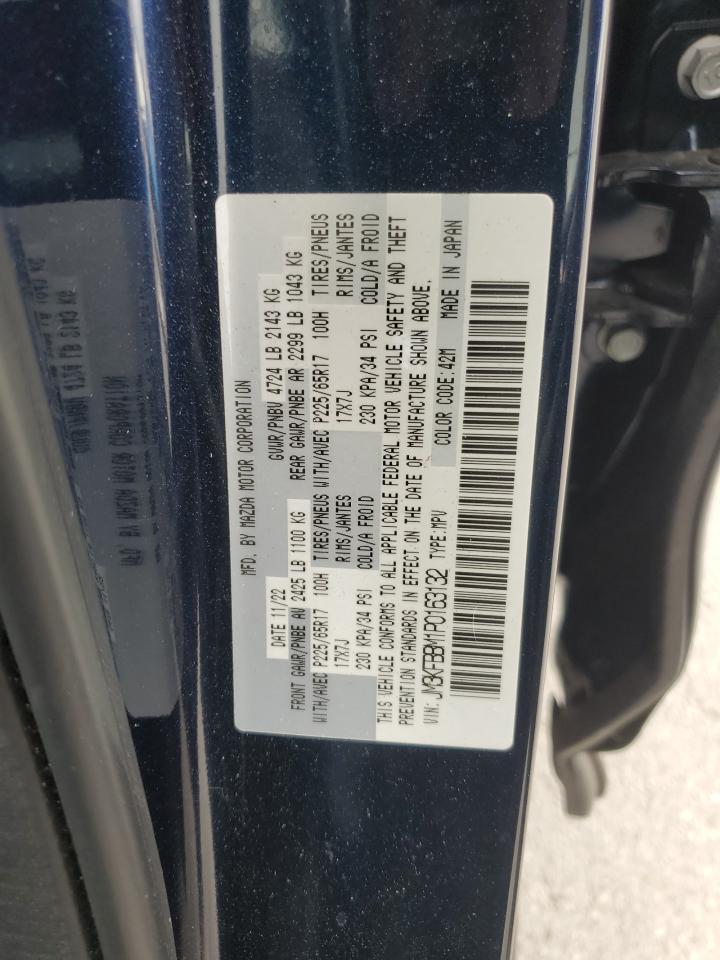 MFD. BY MAZDA MOTOR CORPORATION
DATE 11/22 GVWR/PNBV 4724 LB 2143 KG
FRONT GAWR/PNBE AV 2425 LB 1100 KG REAR GAWR/PNBE AR 2299 LB 1043 KG
WITH/AVEC P225/65R17 100H TIRES/PNEUS WITH/AVEC P225/65R17 100H TIRES/PNEUS
17X7J RIMS/JANTES 17X7J RIMS/JANTES
230 KPA/34 PSI COLD/A FROID 230 KPA/34 PSI COLD/A FROID
THIS VEHICLE CONFORMS TO ALL APPLICABLE FEDERAL MOTOR VEHICLE SAFETY AND THEFT
PREVENTION STANDARDS IN EFFECT ON THE DATE OF MANUFACTURE SHOWN ABOVE.
VIN: JM3KFBBM1P0163132 TYPE:MPV COLOR CODE:42M MADE IN JAPAN